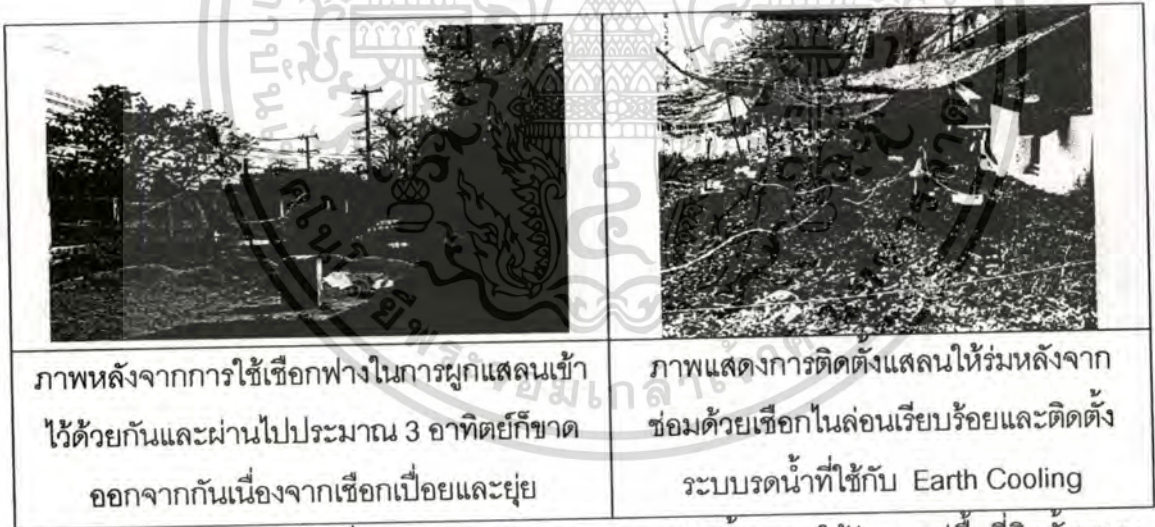 ภาพหลังจากการใช้เชือกฟางในการผูกแสลนเข้า
ไว้ด้วยกันและผ่านไปประมาณ 3 อาทิตย์ก็ขาด
ออกจากกันเนื่องจากเชือกเปื่อยและยุ่ย
ภาพแสดงการติดตั้งแสลนให้ร่มหลังจาก
ซ่อมด้วยเชือกไนล่อนเรียบร้อยและติดตั้ง
ระบบรดน้ำที่ใช้กับ Earth Cooling